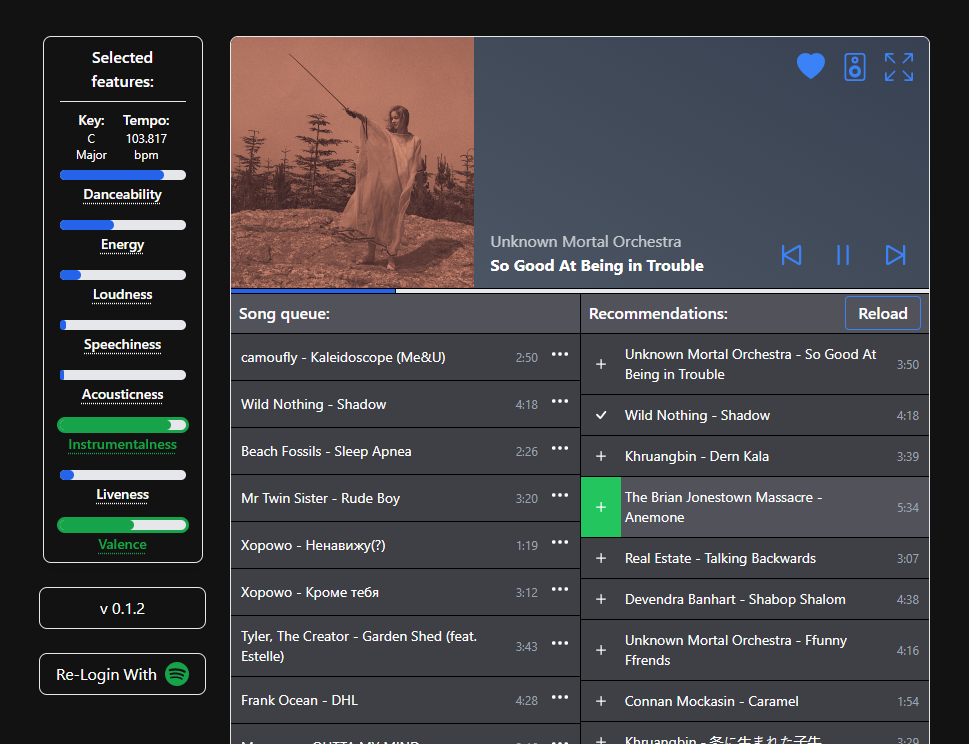 Selected
features:
Key:
C
Major
Tempo:
103.817
bpm
Danceability
Energy
Loudness
Speechiness
Acousticness
Instrumentalness
Liveness
Valence
v 0.1.2
Re-Login With
Unknown Mortal Orchestra
So Good At Being in Trouble
Song queue:
camoufly - Kaleidoscope (Me&U) 2:50
Wild Nothing - Shadow 4:18
Beach Fossils - Sleep Apnea 2:26
Mr Twin Sister - Rude Boy 3:20
Хорошо - Ненавижу(?) 1:19
Хорошо - Кроме тебя 3:12
Tyler, The Creator - Garden Shed (feat.
Estelle) 3:43
Frank Ocean - DHL 4:28
Recommendations:
Reload
Unknown Mortal Orchestra - So Good At
Being in Trouble 3:50
Wild Nothing - Shadow 4:18
Khruangbin - Dern Kala 3:39
The Brian Jonestown Massacre -
Anemone 5:34
Real Estate - Talking Backwards 3:07
Devendra Banhart - Shabop Shalom 4:38
Unknown Mortal Orchestra - Ffunny
Ffrends 4:16
Connan Mockasin - Caramel 1:54
Khruangbin - 冬に生まれた子牛 3:29